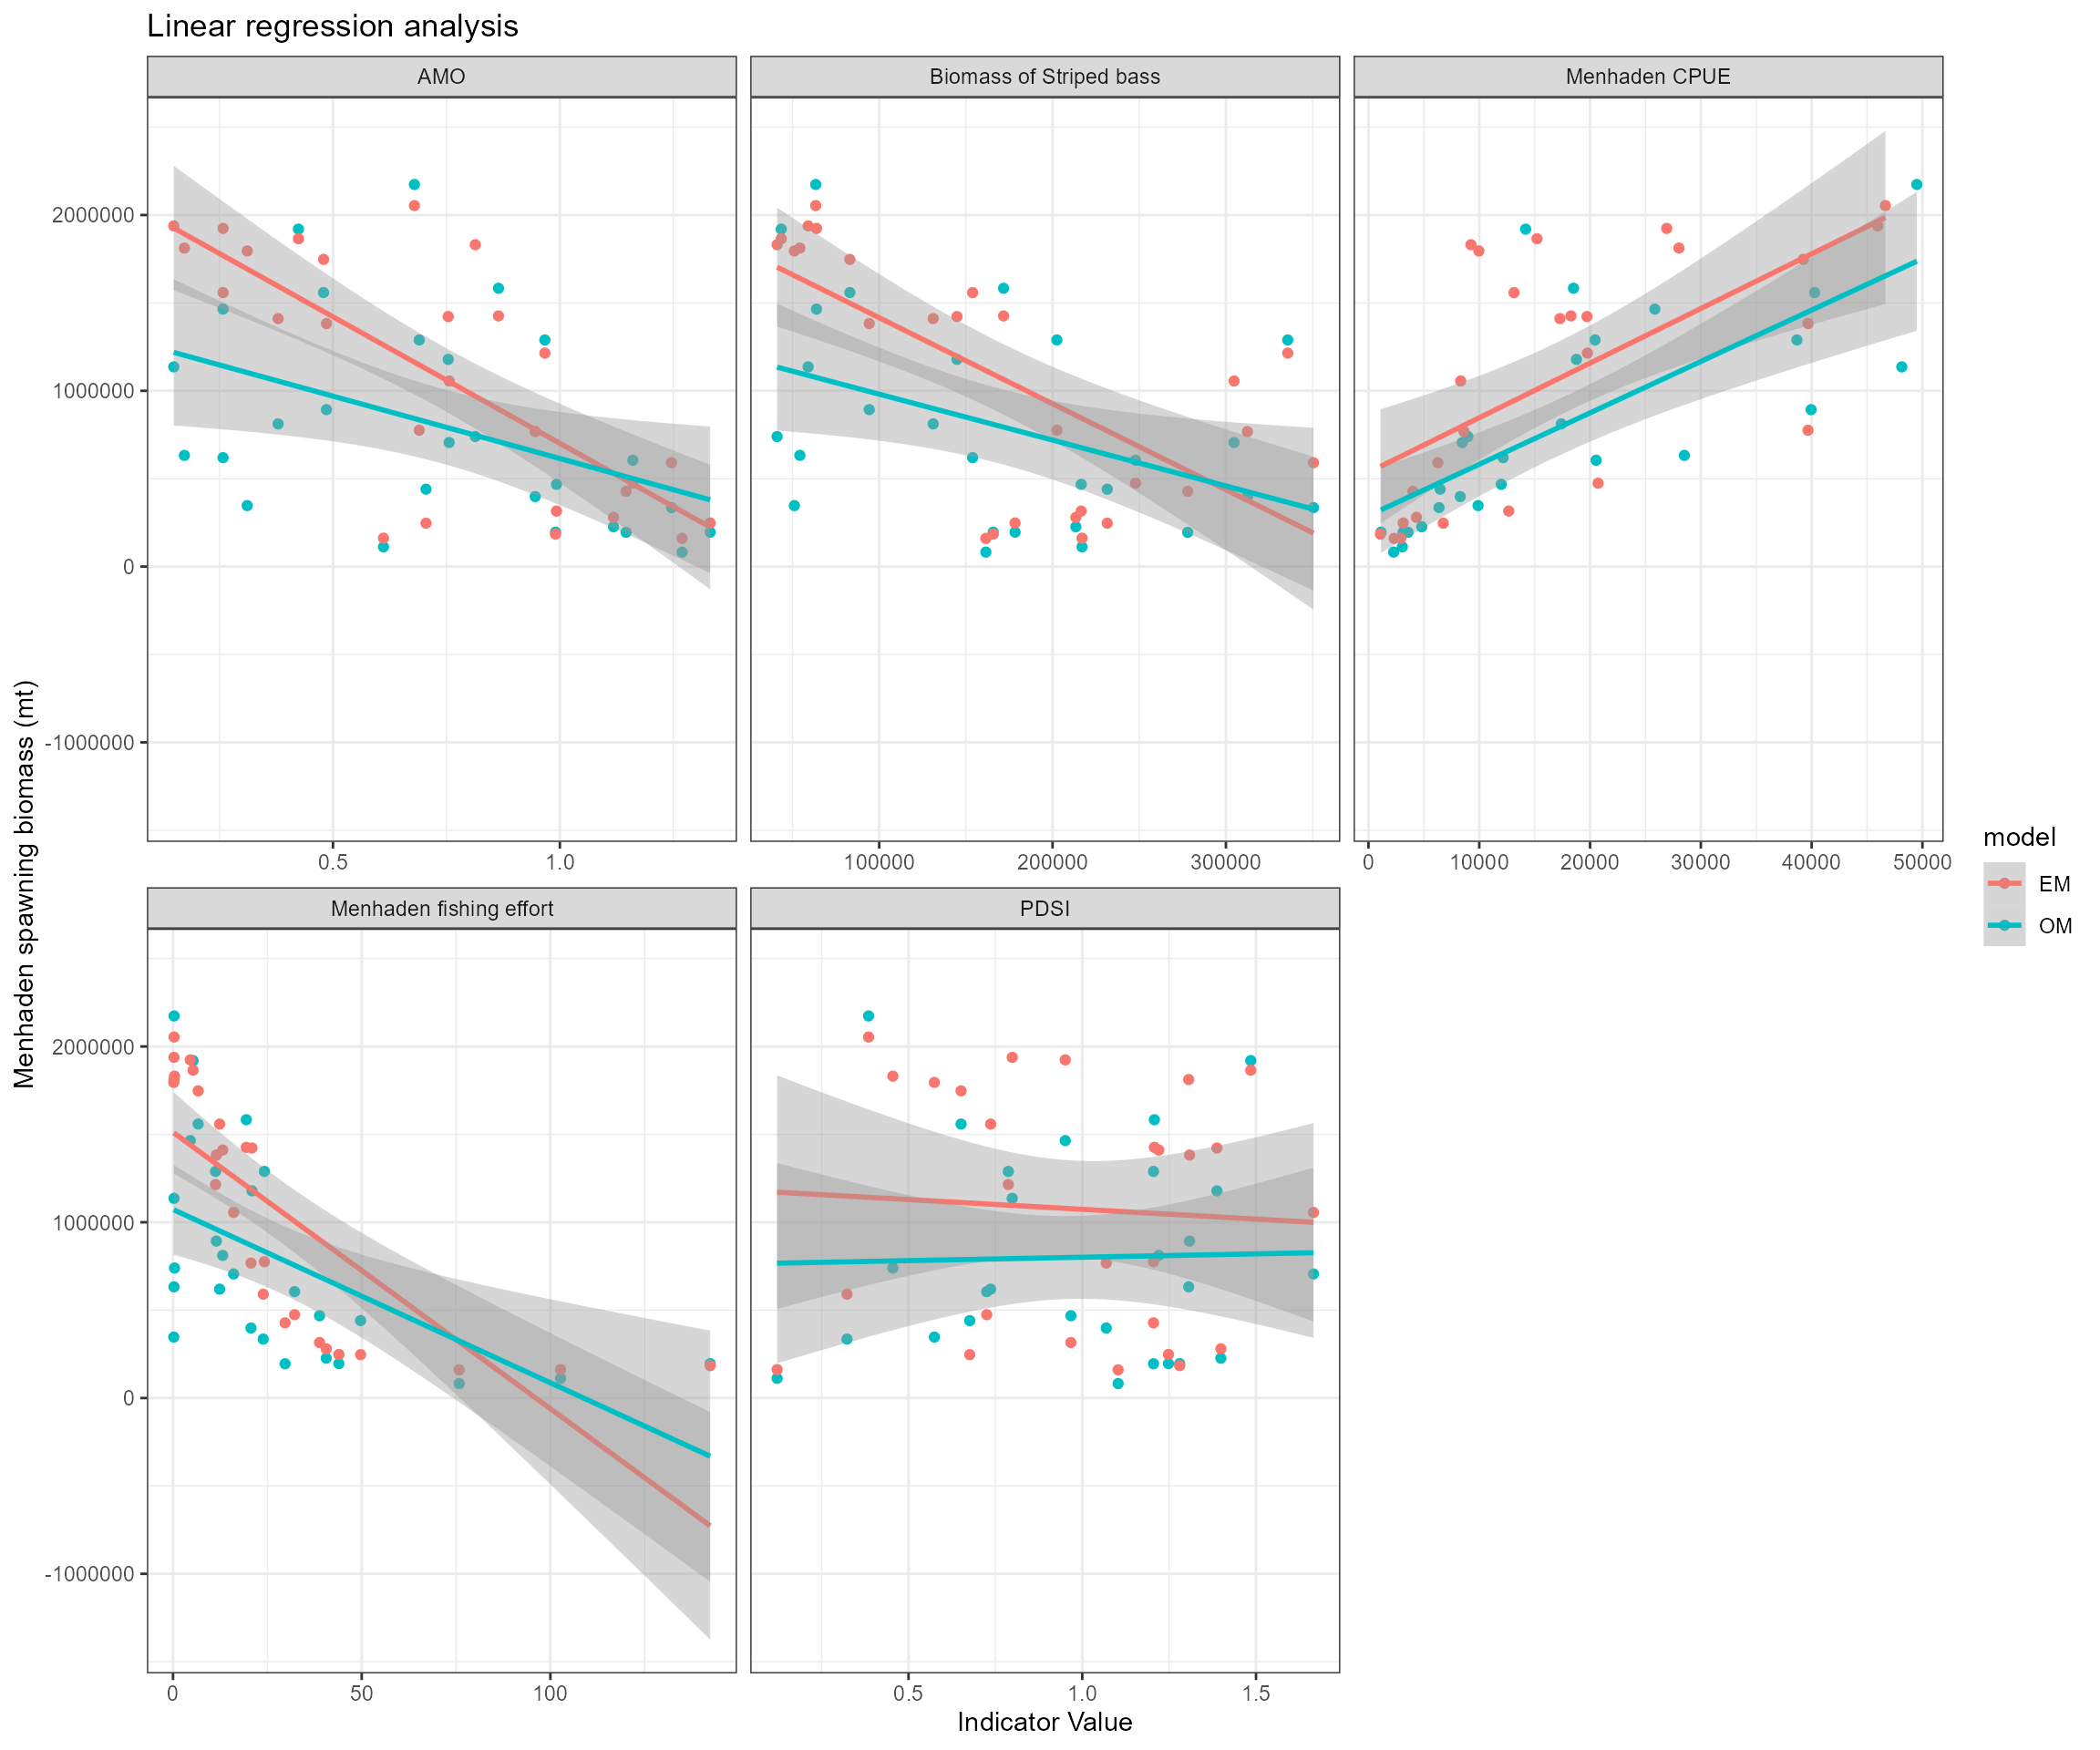 Linear regression analysis
AMO
Biomass of Striped bass
Menhaden CPUE
2000000
1000000
0
-1000000
0.5 1.0
100000 200000 300000
0 10000 20000 30000 40000 50000
Menhaden spawning biomass (mt)
model
EM
OM
Menhaden fishing effort
PDSI
2000000
1000000
0
-1000000
0 50 100
0.5 1.0 1.5
Indicator Value